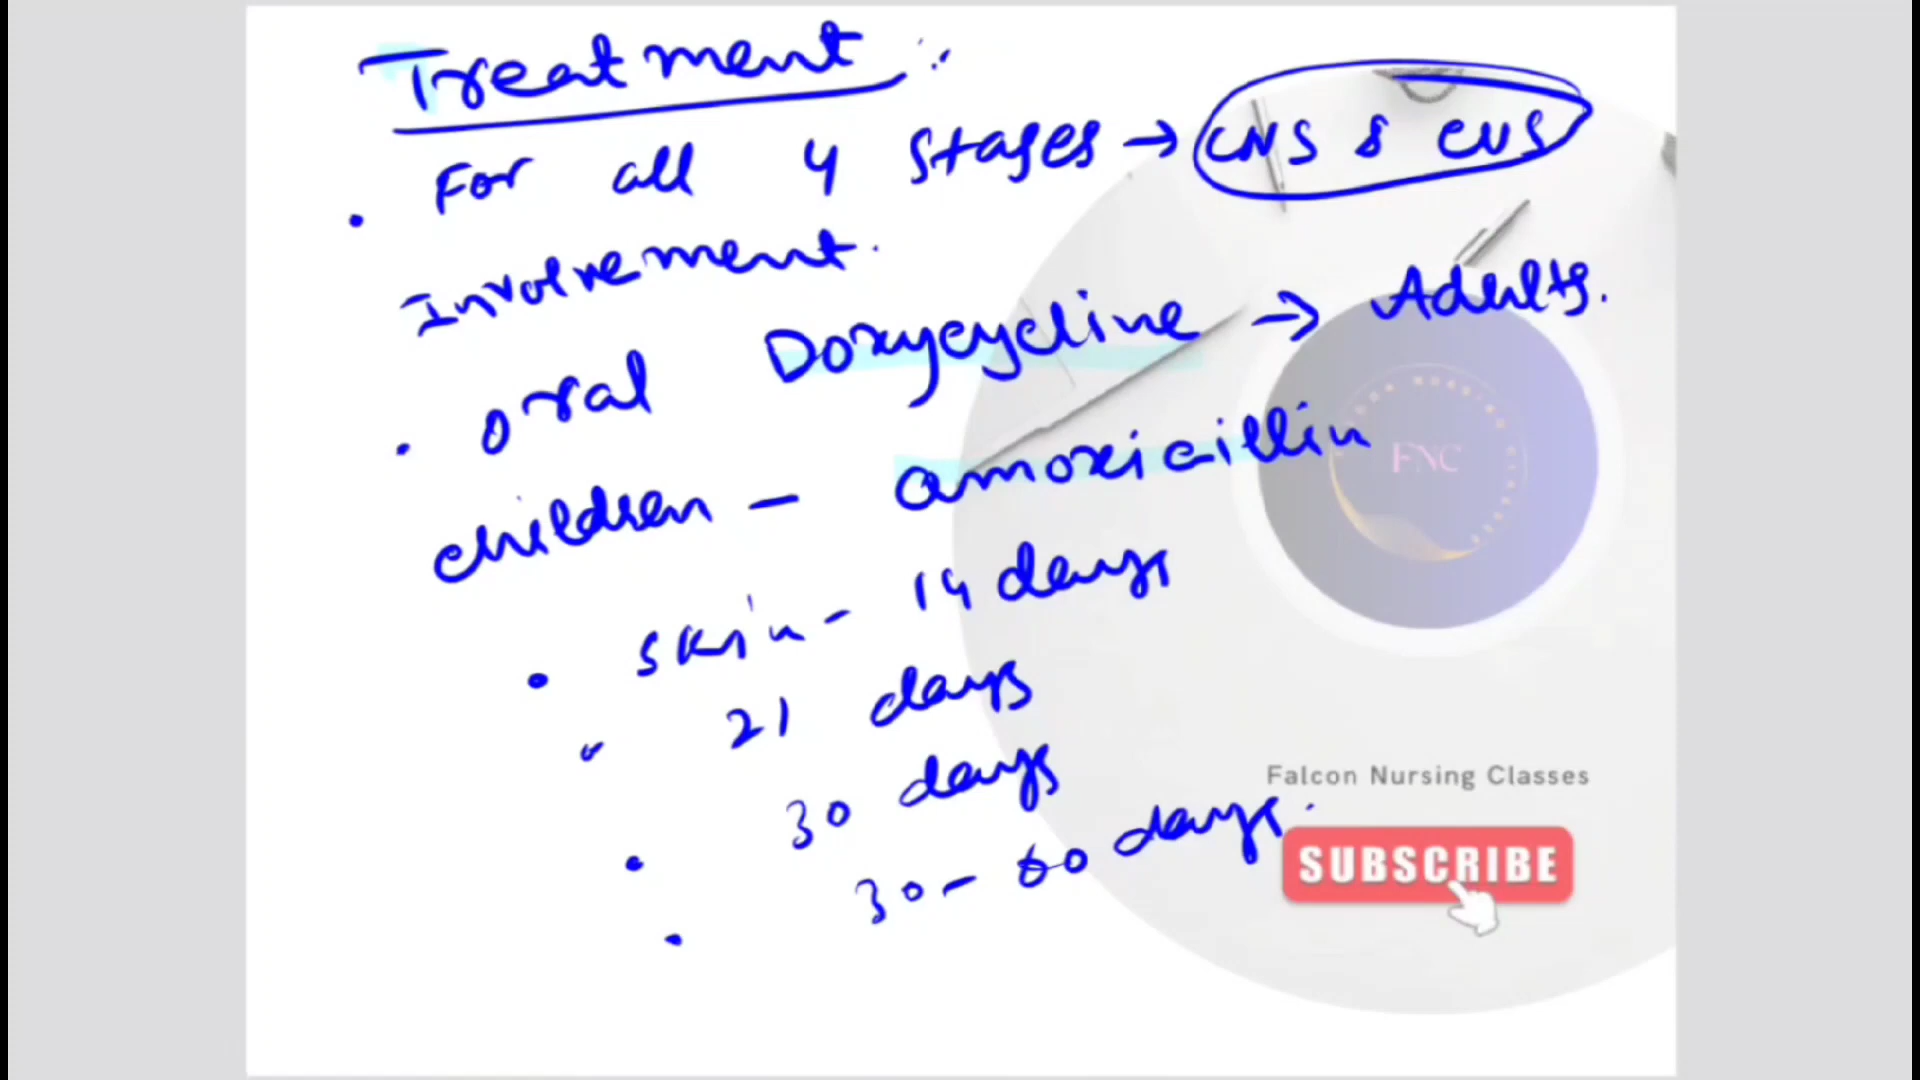 Treatment :
• For all 4 stages → CNS & CVS
Involvement.
• oral Doxycycline → Adults.
children - amoxicillin
• skin - 14 days
• 21 days
• 30 days
• 30 - 60 days.
FNC
Falcon Nursing Classes
SUBSCRIBE